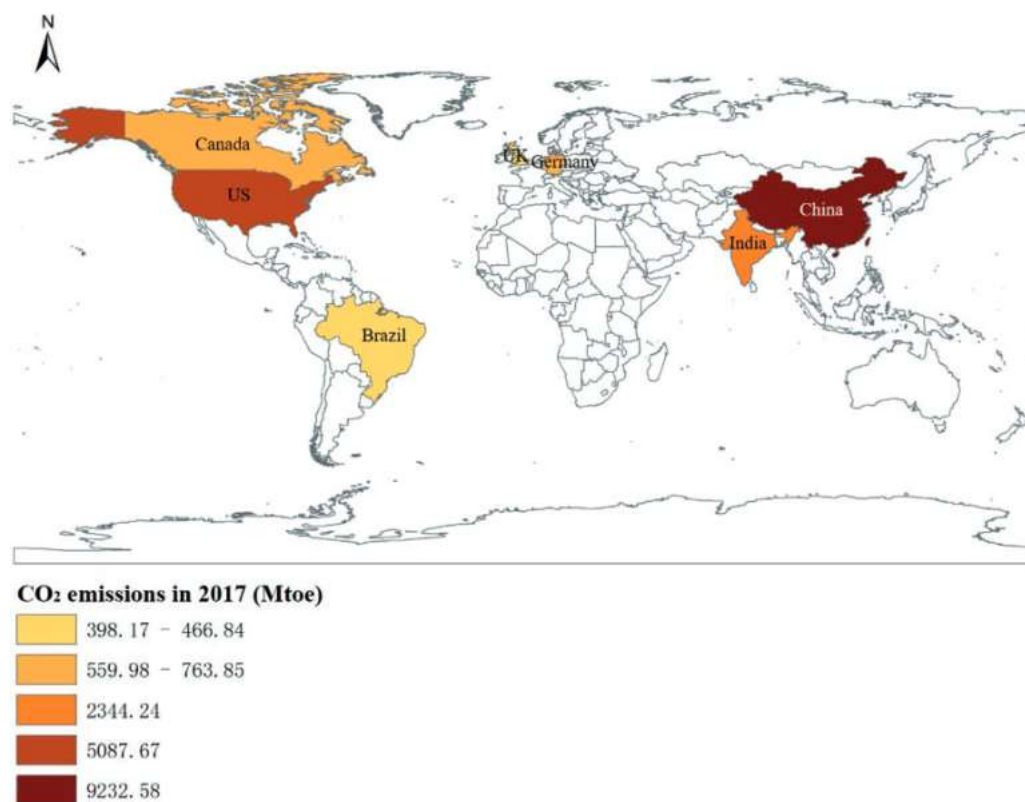 N
Canada
UK
Germany
US
China
India
Brazil
CO₂ emissions in 2017 (Mtoe)
398.17 - 466.84
559.98 - 763.85
2344.24
5087.67
9232.58